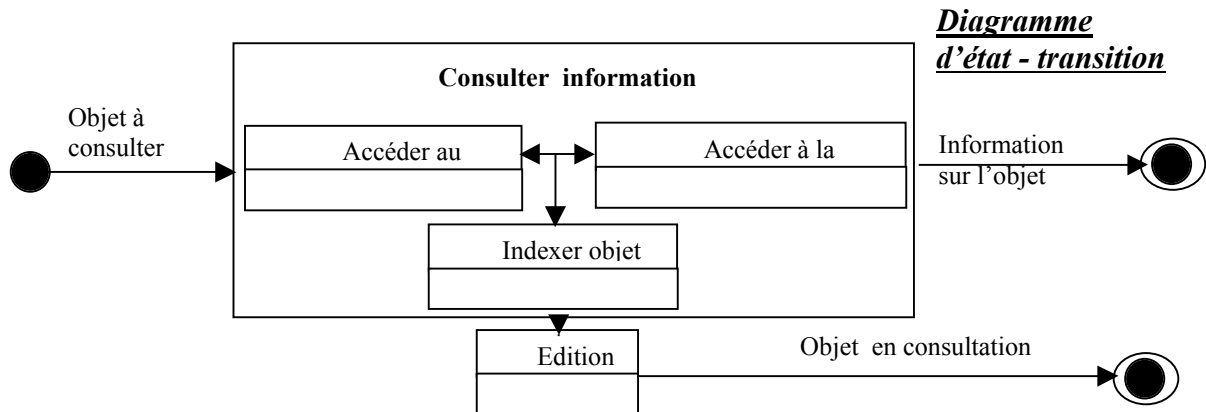 Diagramme
d’état - transition
Consulter information
Objet à
consulter
Accéder au
Accéder à la
Information
sur l’objet
Indexer objet
Edition
Objet en consultation